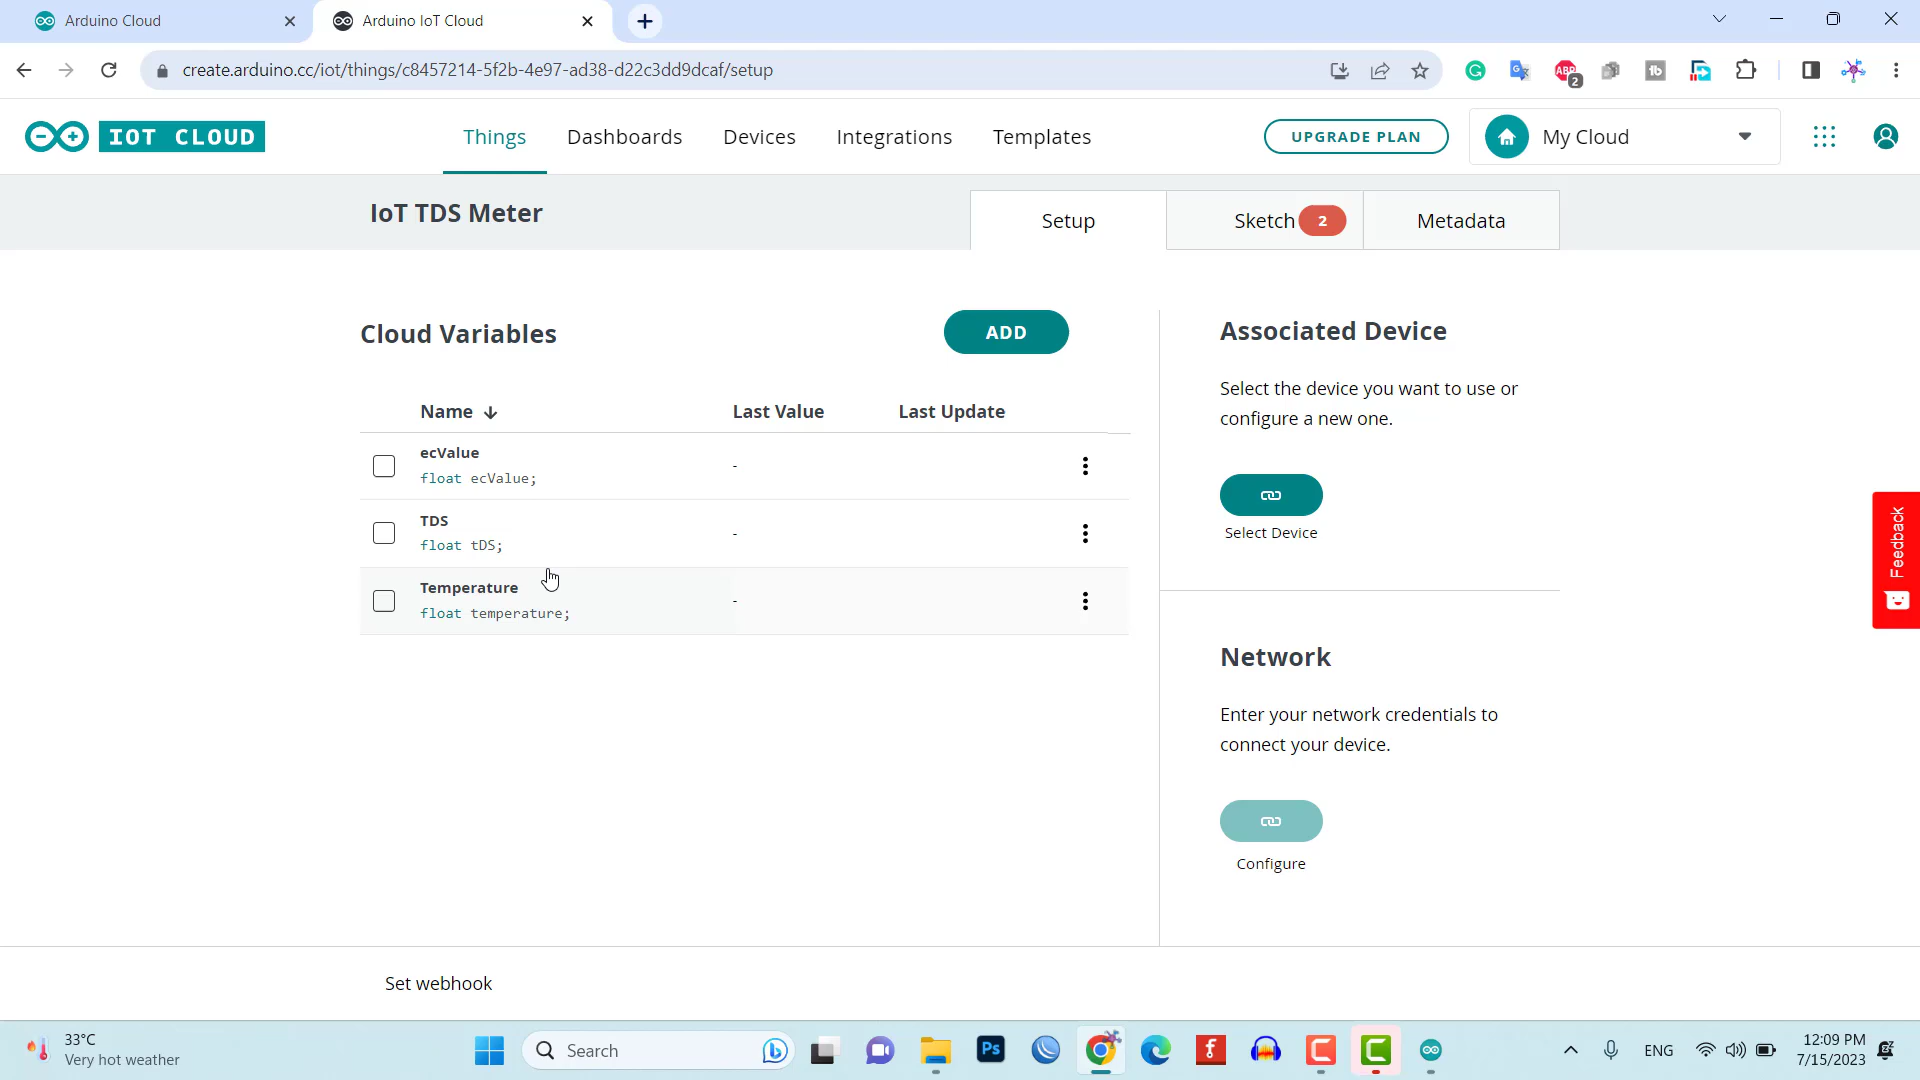 Arduino Cloud
Arduino IoT Cloud
create.arduino.cc/iot/things/c8457214-5f2b-4e97-ad38-d22c3dd9dcaf/setup
ABP
2
tb
IOT CLOUD
Things
Dashboards
Devices
Integrations
Templates
UPGRADE PLAN
My Cloud
IoT TDS Meter
Setup
Sketch 2
Metadata
Cloud Variables
ADD
Name
Last Value
Last Update
ecValue
float ecValue;
-
TDS
float tDS;
-
Temperature
float temperature;
-
Associated Device
Select the device you want to use or
configure a new one.
Select Device
Network
Enter your network credentials to
connect your device.
Configure
Feedback
Set webhook
33°C
Very hot weather
Search
Ps
ENG
12:09 PM
7/15/2023